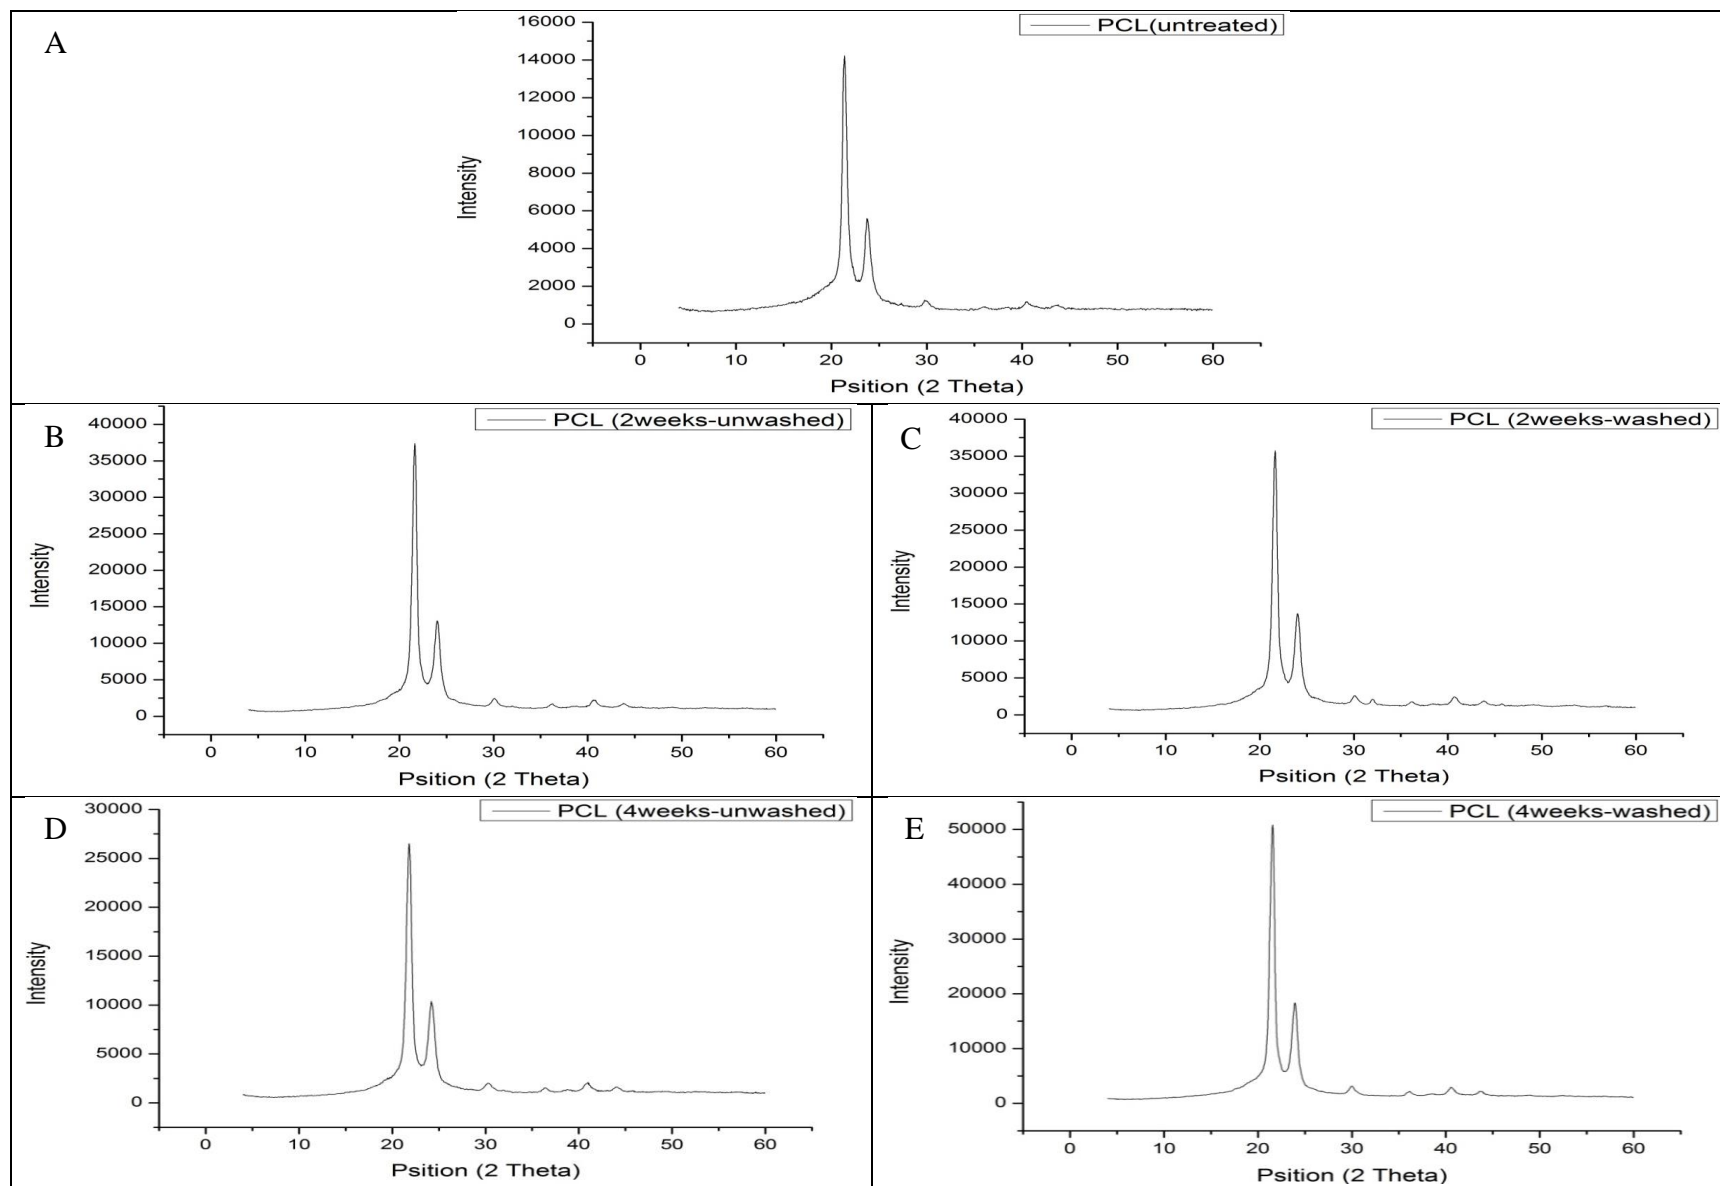 A
PCL(untreated)
16000
14000
12000
10000
8000
6000
4000
2000
0
Intensity
0 10 20 30 40 50 60
Psition (2 Theta)
B
PCL (2weeks-unwashed)
40000
35000
30000
25000
20000
15000
10000
5000
0
Intensity
0 10 20 30 40 50 60
Psition (2 Theta)
C
PCL (2weeks-washed)
40000
35000
30000
25000
20000
15000
10000
5000
0
Intensity
0 10 20 30 40 50 60
Psition (2 Theta)
D
PCL (4weeks-unwashed)
30000
25000
20000
15000
10000
5000
0
Intensity
0 10 20 30 40 50 60
Psition (2 Theta)
E
PCL (4weeks-washed)
50000
40000
30000
20000
10000
0
Intensity
0 10 20 30 40 50 60
Psition (2 Theta)